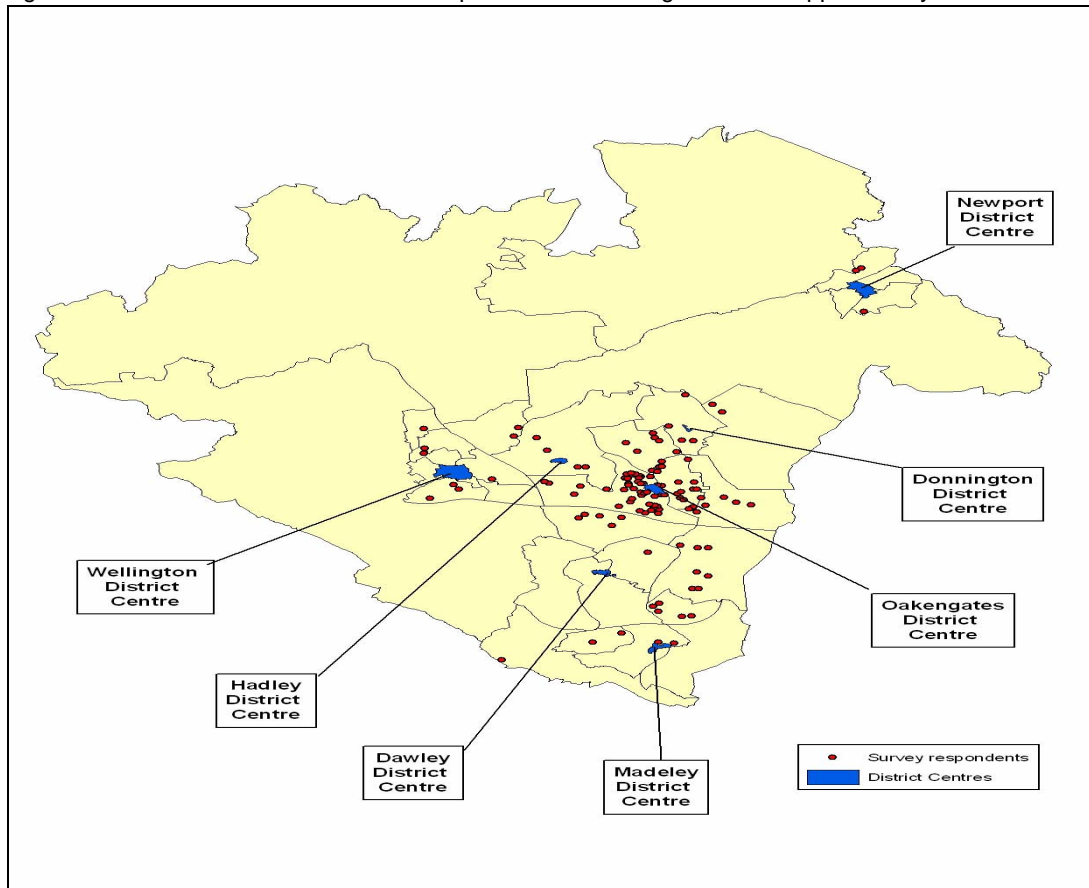 Newport
District
Centre
Donnington
District
Centre
Wellington
District
Centre
Oakengates
District
Centre
Hadley
District
Centre
Dawley
District
Centre
Madeley
District
Centre
Survey respondents
District Centres